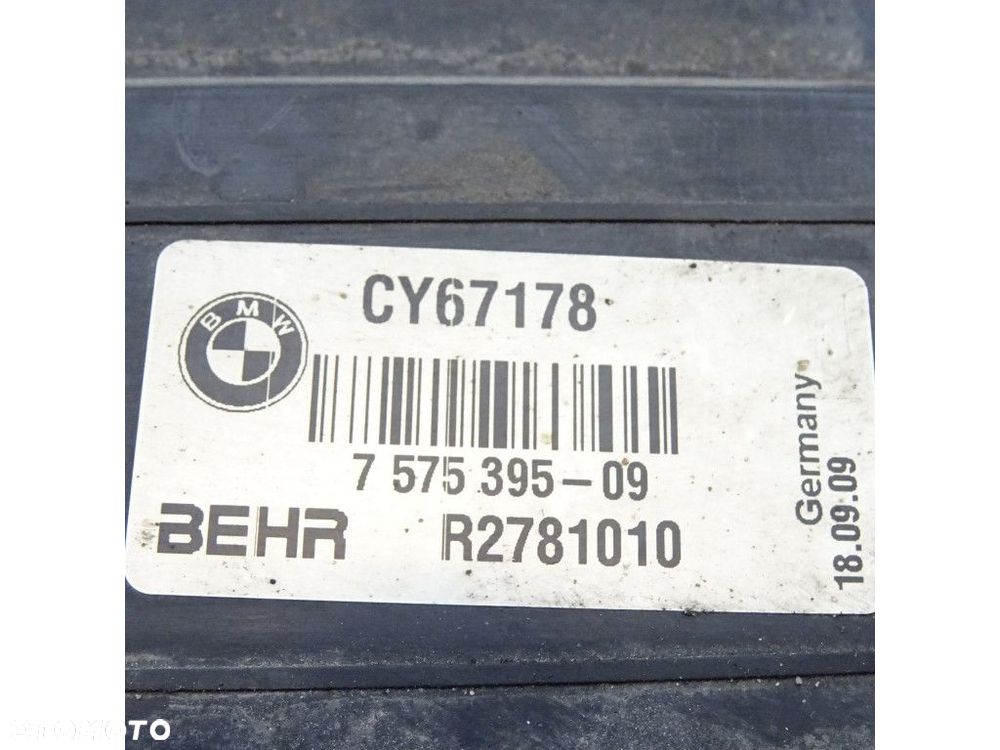 CY67178
BMW
7 575 395-09
BEHR R2781010
Germany
18.09.09
OTOMOTO